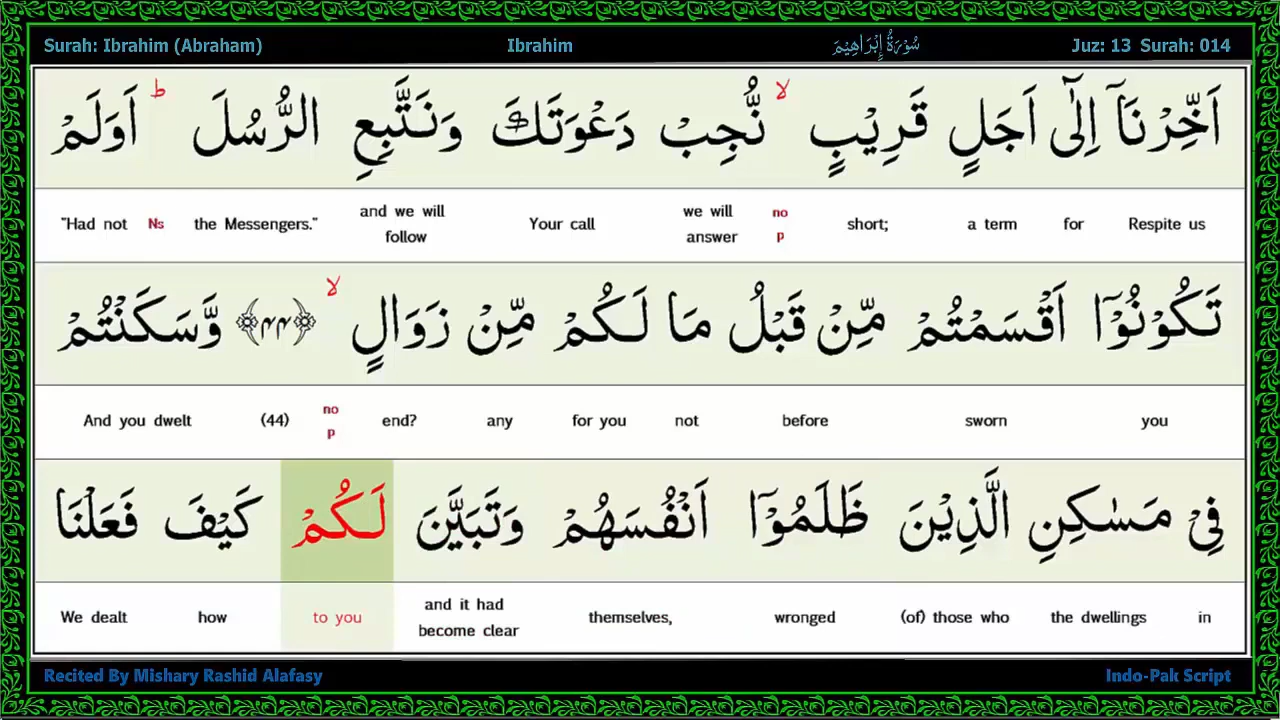 Surah: Ibrahim (Abraham) Ibrahim سُوْرَةُ إِبْرَاهِيْمَ Juz: 13 Surah: 014
اَخِّرْنَاۤ اِلٰٓى اَجَلٍ قَرِيْبٍ ۙ نُّجِبْ دَعْوَتَكَ وَنَتَّبِعِ الرُّسُلَ ؕ اَوَلَمْ
"Had not Ns the Messengers." and we will follow Your call we will answer no p short; a term for Respite us
تَكُوْنُوْۤا اَقْسَمْتُمْ مِّنْ قَبْلُ مَا لَـكُمْ مِّنْ زَوَالٍ ۙ ﴿۴۴﴾ وَّسَكَنْتُمْ
And you dwelt (44) no p end? any for you not before sworn you
فِىْ مَسٰكِنِ الَّذِيْنَ ظَلَمُوْۤا اَنْفُسَهُمْ وَتَبَيَّنَ لَـكُمْ كَيْفَ فَعَلْنَا
We dealt how to you and it had become clear themselves, wronged (of) those who the dwellings in
Recited By Mishary Rashid Alafasy Indo-Pak Script